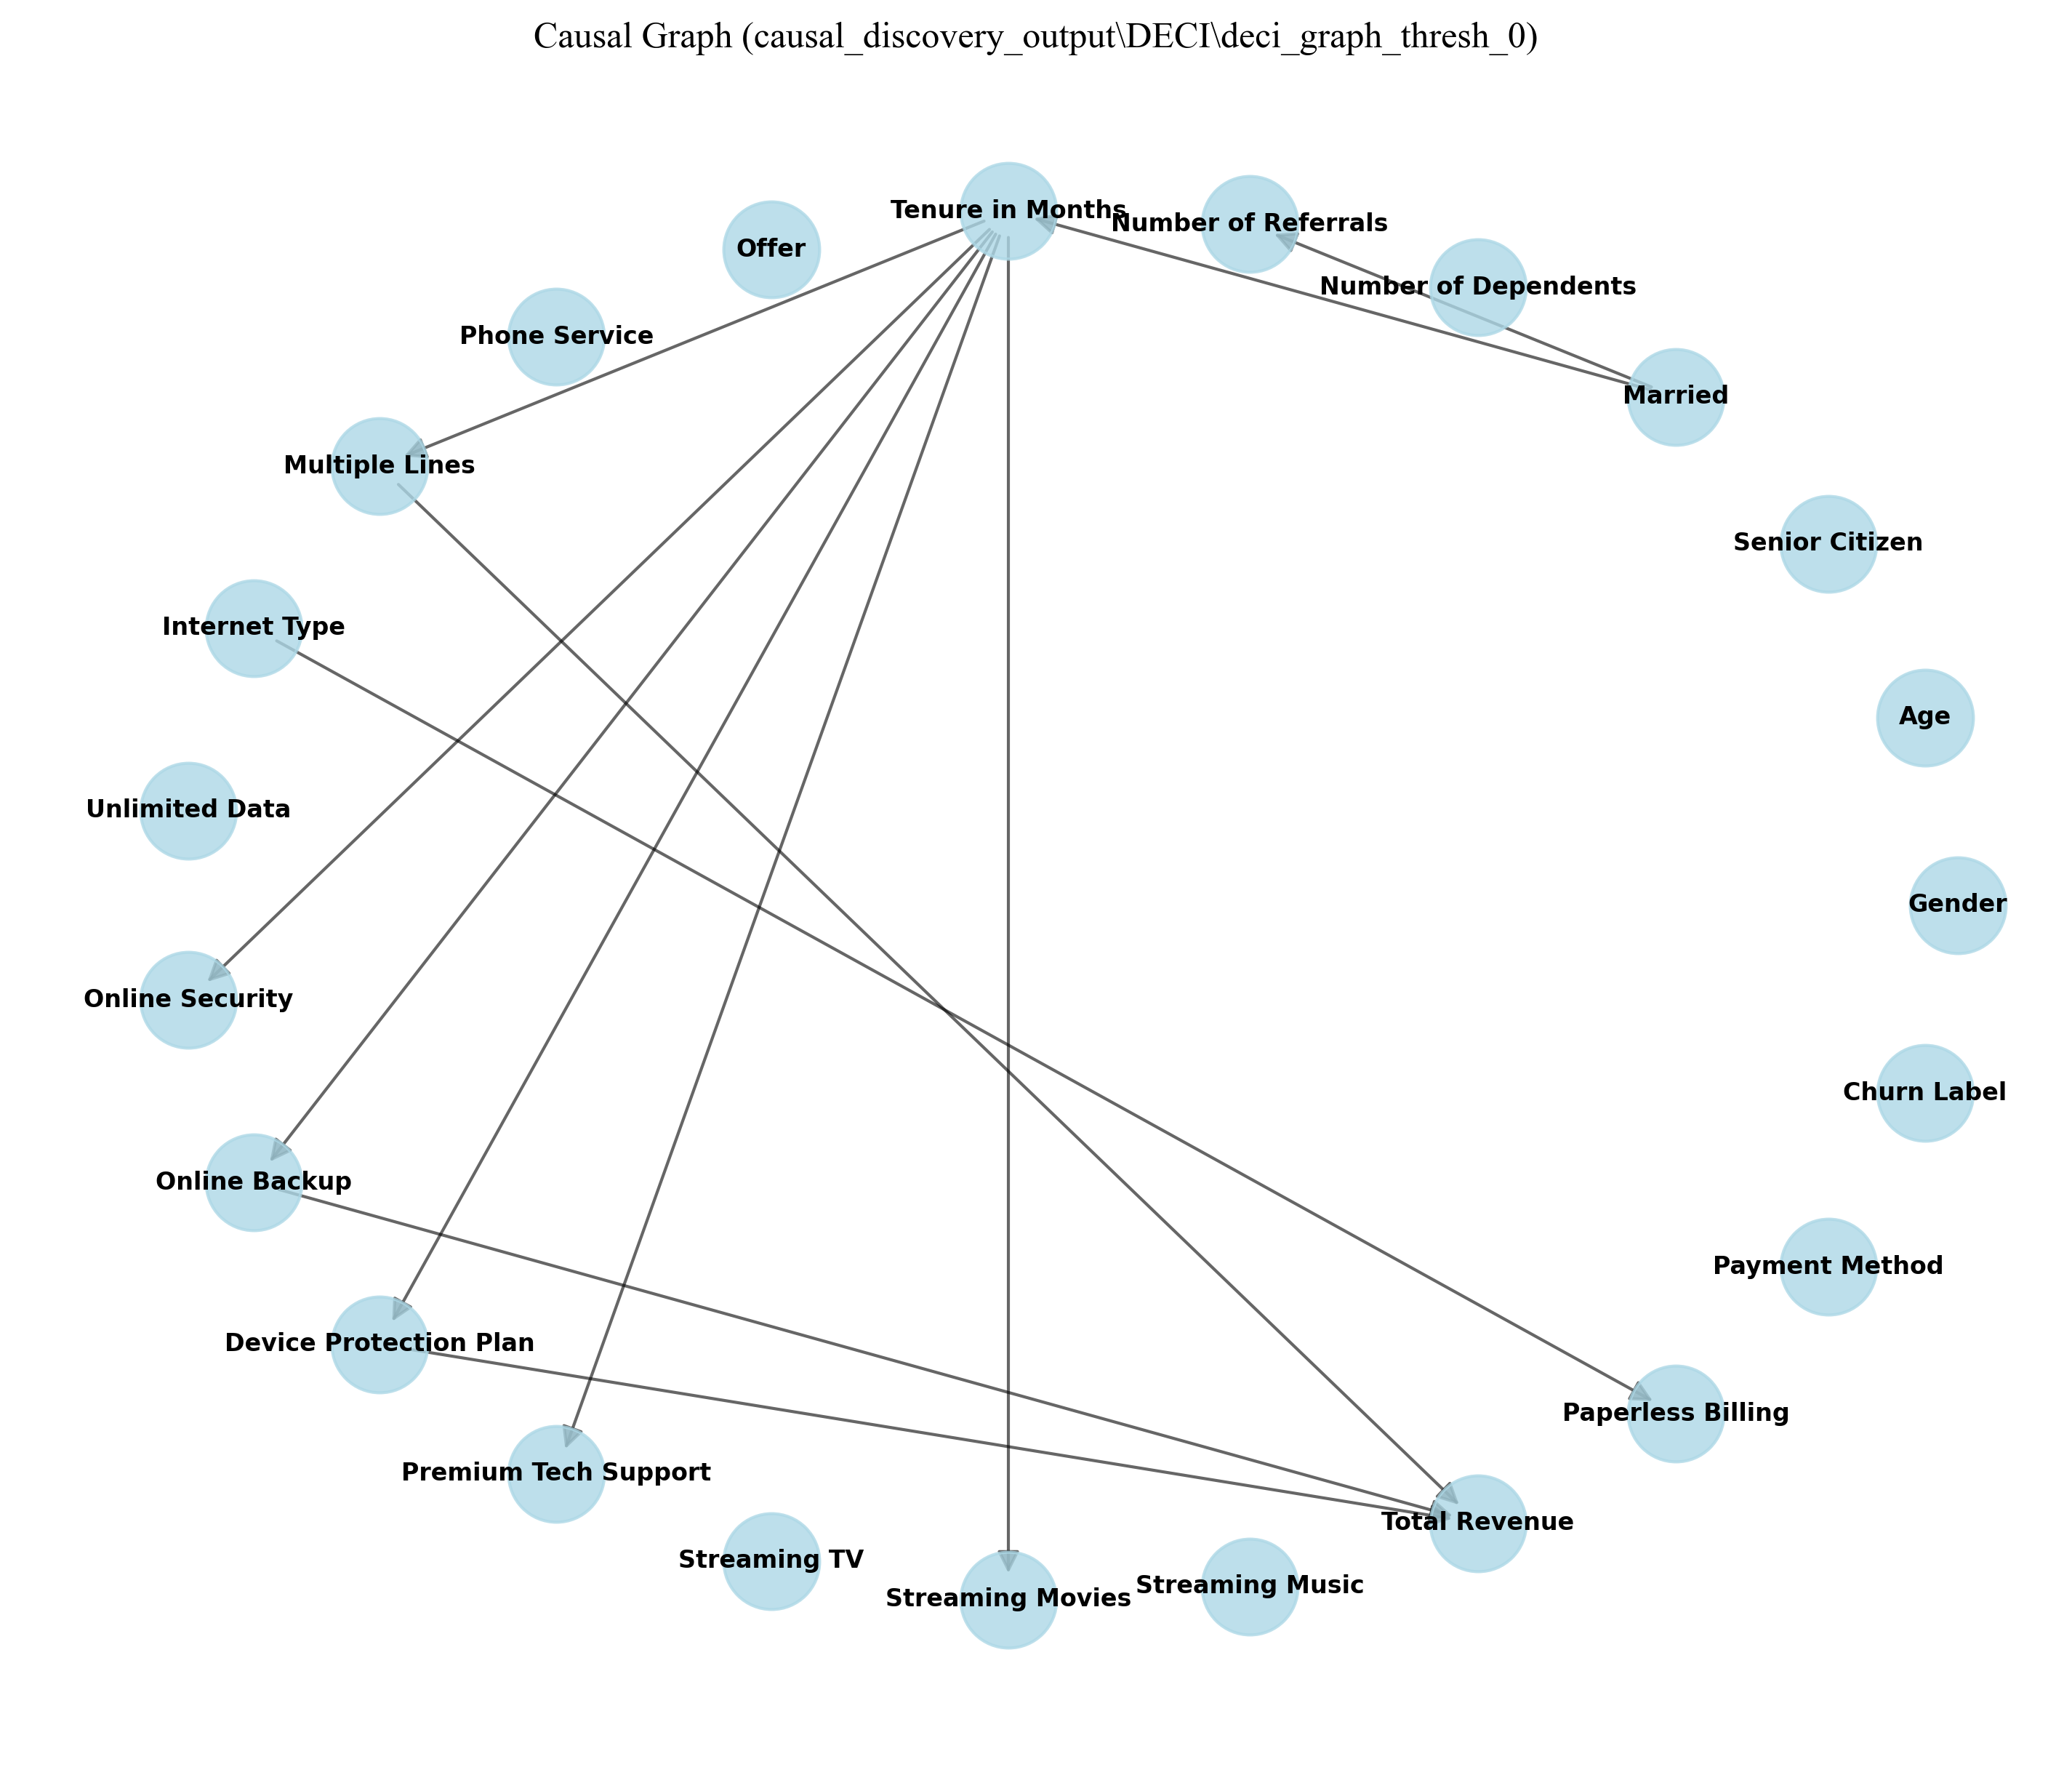 Causal Graph (causal_discovery_output\DECI\deci_graph_thresh_0)
Tenure in Months
Number of Referrals
Offer
Number of Dependents
Phone Service
Married
Multiple Lines
Senior Citizen
Internet Type
Age
Unlimited Data
Gender
Online Security
Churn Label
Online Backup
Payment Method
Device Protection Plan
Paperless Billing
Premium Tech Support
Total Revenue
Streaming TV
Streaming Music
Streaming Movies